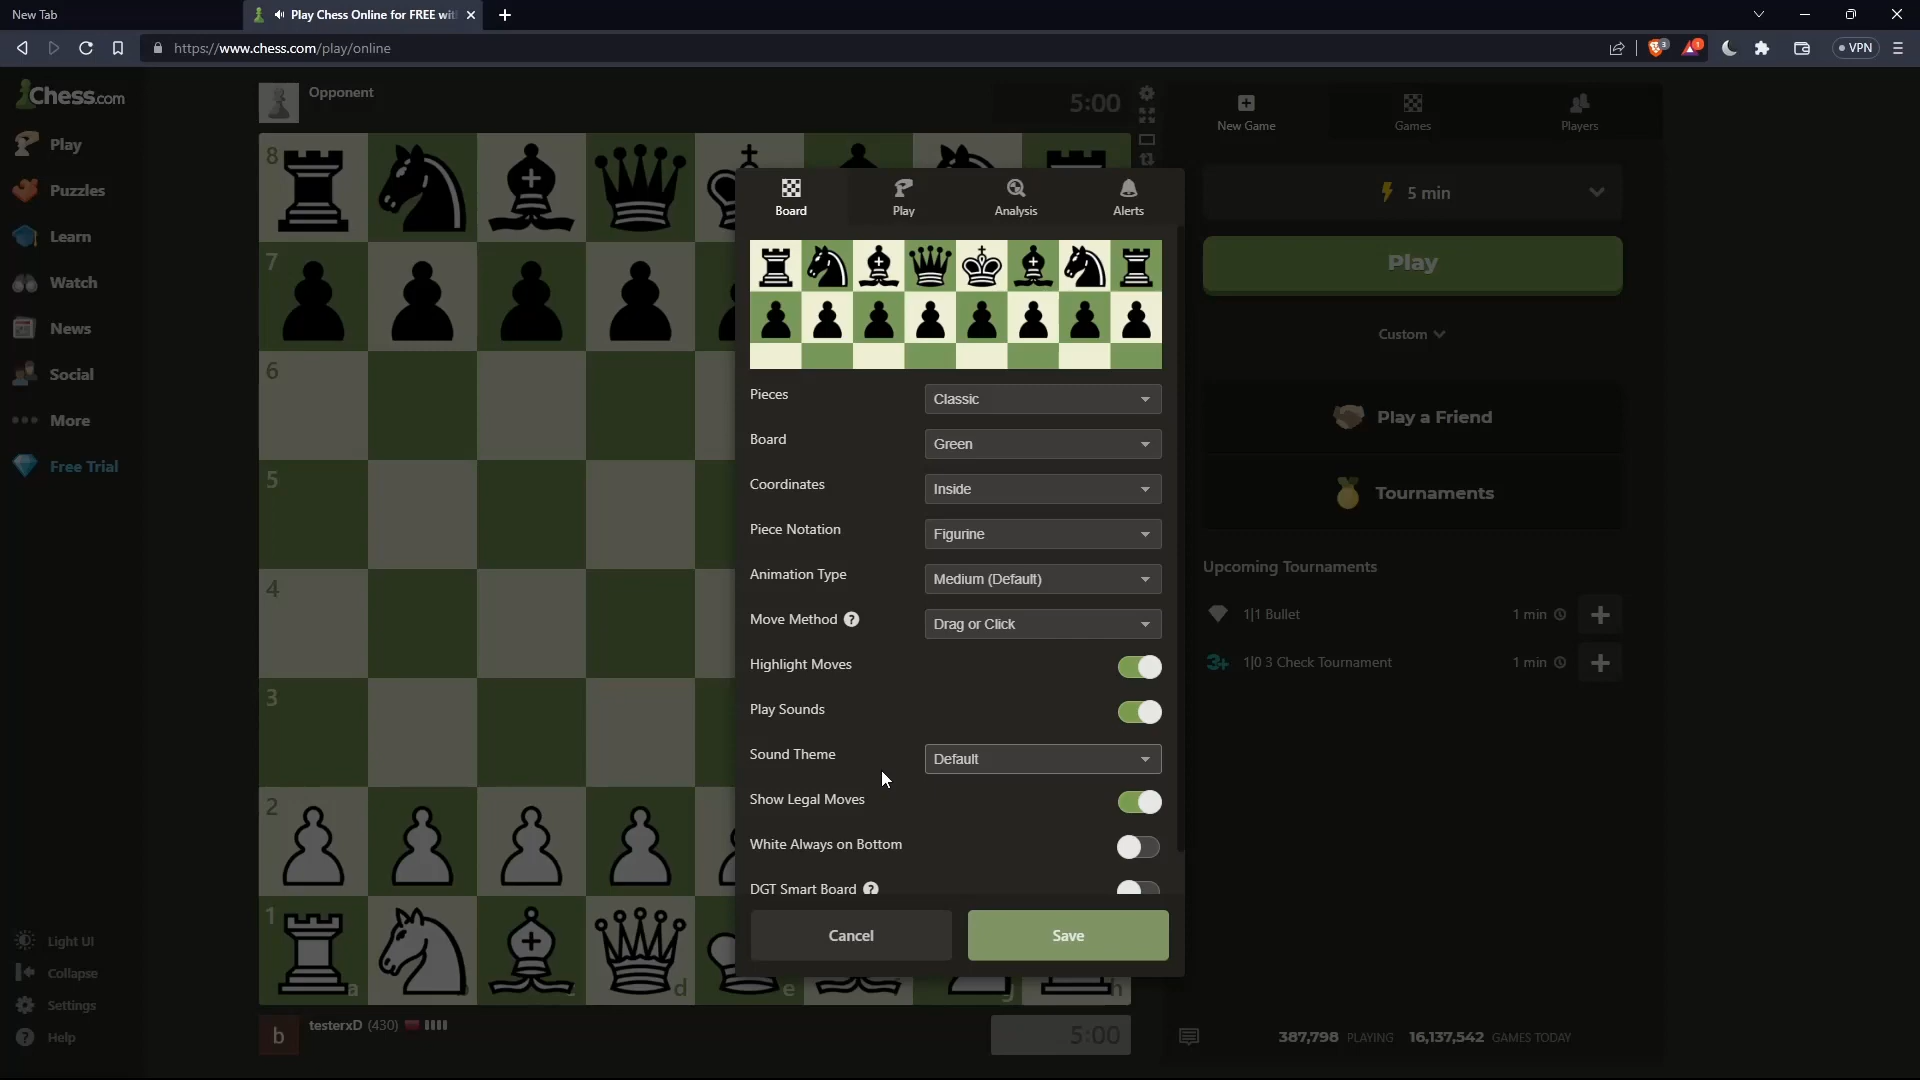 New Tab
Play Chess Online for FREE wit
https://www.chess.com/play/online
3
1
VPN
Chess.com
Play
Puzzles
Learn
Watch
News
Social
More
Free Trial
Light UI
Collapse
Settings
Help
Opponent
5:00
8
7
6
5
4
3
2
1
a
d
e
g
h
b
testerxD (430)
5:00
Board
Play
Analysis
Alerts
Pieces
Classic
Board
Green
Coordinates
Inside
Piece Notation
Figurine
Animation Type
Medium (Default)
Move Method ?
Drag or Click
Highlight Moves
Play Sounds
Sound Theme
Default
Show Legal Moves
White Always on Bottom
DGT Smart Board ?
Cancel
Save
New Game
Games
Players
5 min
Play
Custom
Play a Friend
Tournaments
Upcoming Tournaments
1|1 Bullet
1 min
3+ 1|0 3 Check Tournament
1 min
387,798 PLAYING 16,137,542 GAMES TODAY